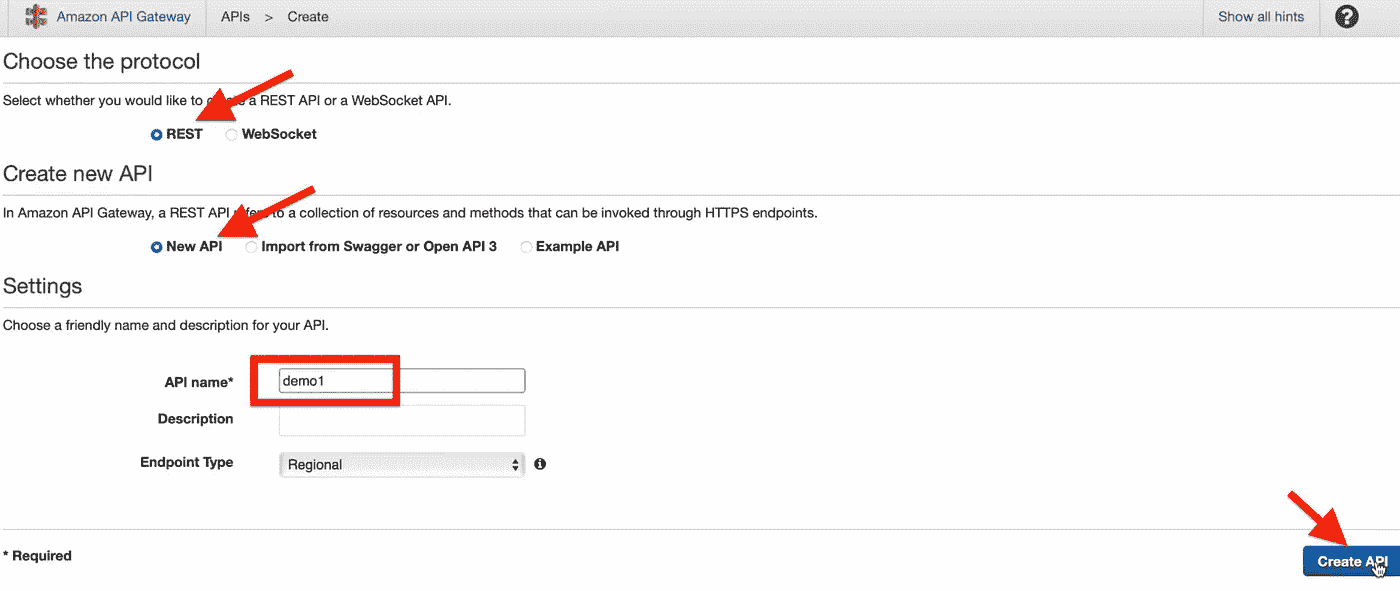 Amazon API Gateway APIs > Create Show all hints ?
Choose the protocol
Select whether you would like to create a REST API or a WebSocket API.
REST WebSocket
Create new API
In Amazon API Gateway, a REST API refers to a collection of resources and methods that can be invoked through HTTPS endpoints.
New API Import from Swagger or Open API 3 Example API
Settings
Choose a friendly name and description for your API.
API name* demo1
Description
Endpoint Type Regional i
* Required
Create API